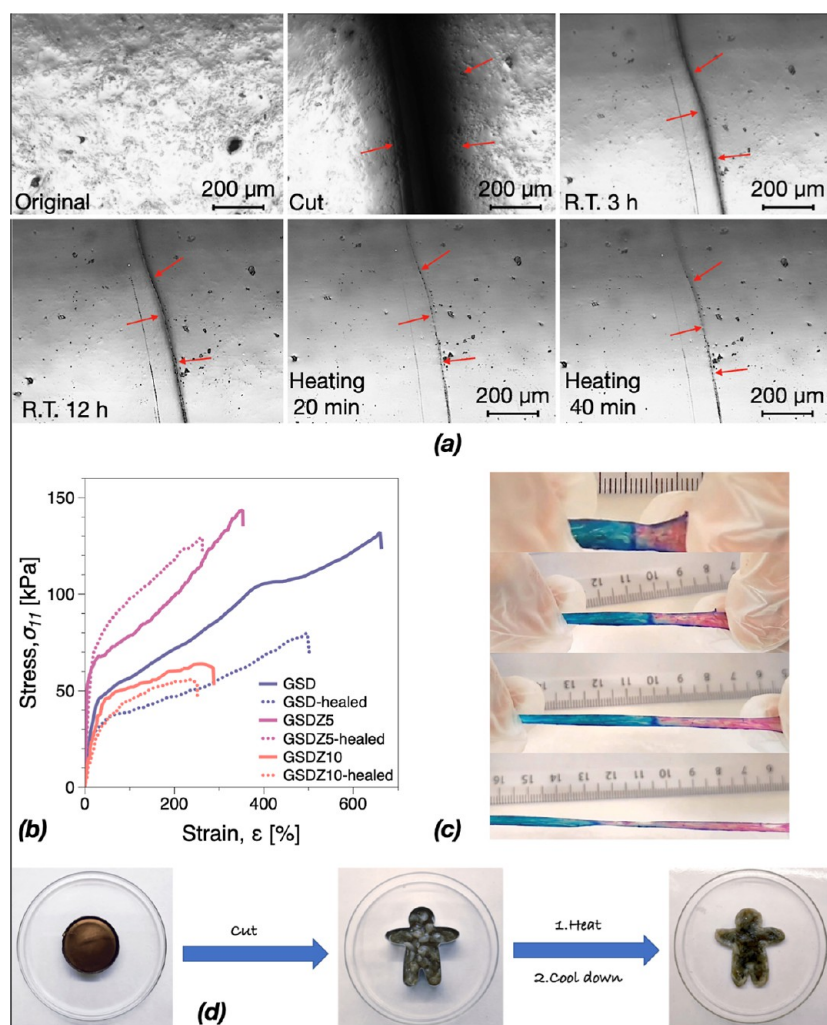 200 µm
Original
200 µm
Cut
200 µm
R.T. 3 h
R.T. 12 h
Heating
20 min
200 µm
Heating
40 min
200 µm
(a)
150
100
50
0
Stress, σ11 [kPa]
GSD
GSD-healed
GSDZ5
GSDZ5-healed
GSDZ10
GSDZ10-healed
0 200 400 600
Strain, ε [%]
(b)
12 11 10 9 8 7
14 13 12 11 10 9 8 7 6
16 15 14 13 12 11 10 9 8 7 6
(c)
Cut
1.Heat
2.Cool down
(d)